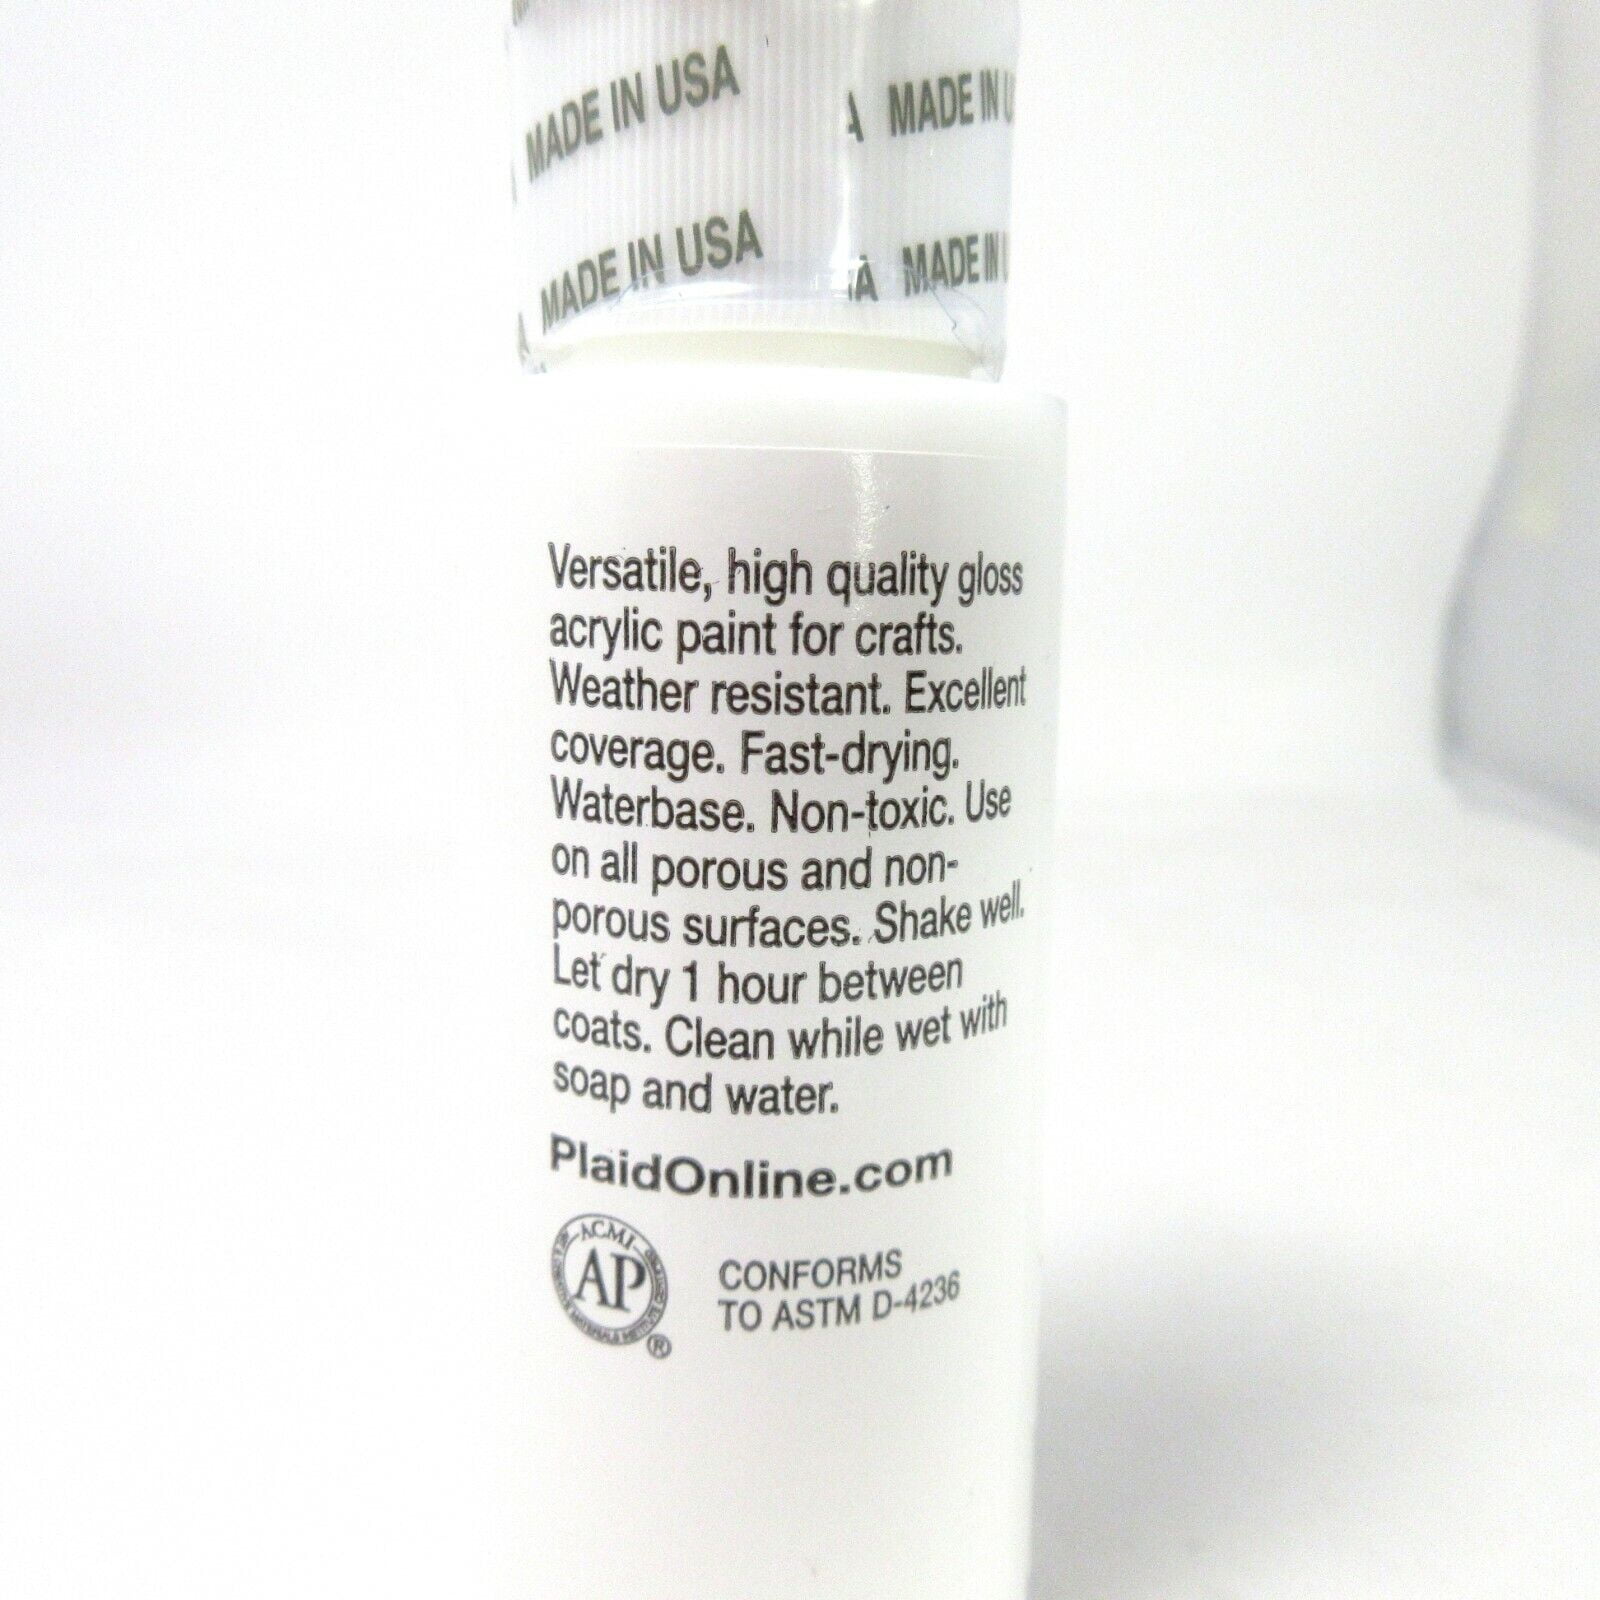 MADE IN USA
A MADE IN
MADE IN USA
A MADE IN
Versatile, high quality gloss
acrylic paint for crafts.
Weather resistant. Excellent
coverage. Fast-drying.
Waterbase. Non-toxic. Use
on all porous and non-
porous surfaces. Shake well.
Let dry 1 hour between
coats. Clean while wet with
soap and water.
PlaidOnline.com
ACMI
AP
®
CONFORMS
TO ASTM D-4236